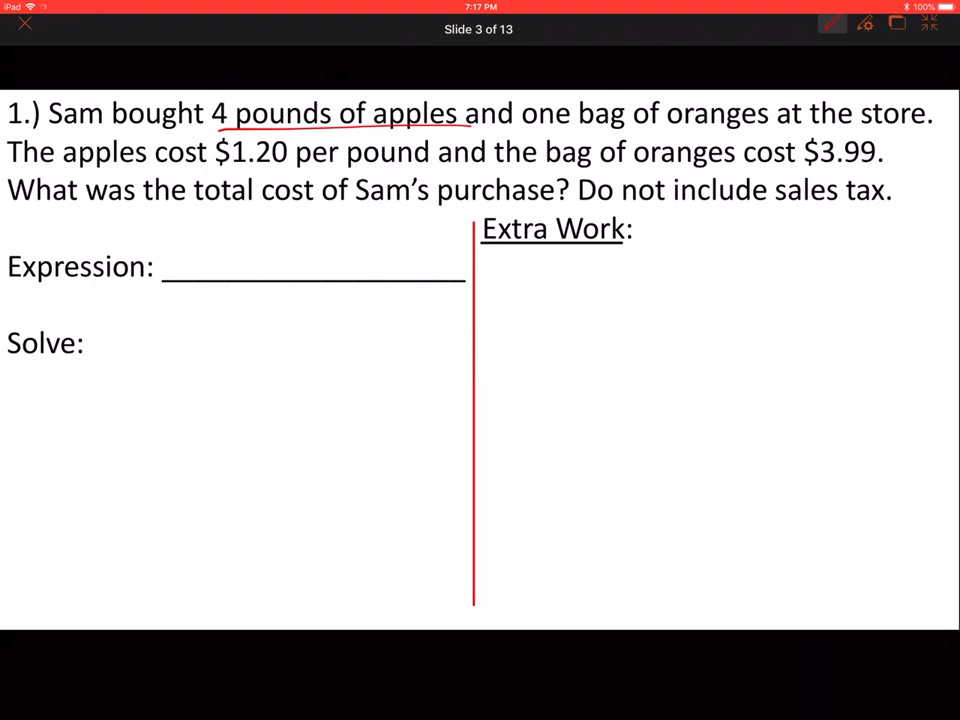 iPad 7:17 PM 100%
Slide 3 of 13
1.) Sam bought 4 pounds of apples and one bag of oranges at the store.
The apples cost $1.20 per pound and the bag of oranges cost $3.99.
What was the total cost of Sam’s purchase? Do not include sales tax.
Extra Work:
Expression: ____________________
Solve: